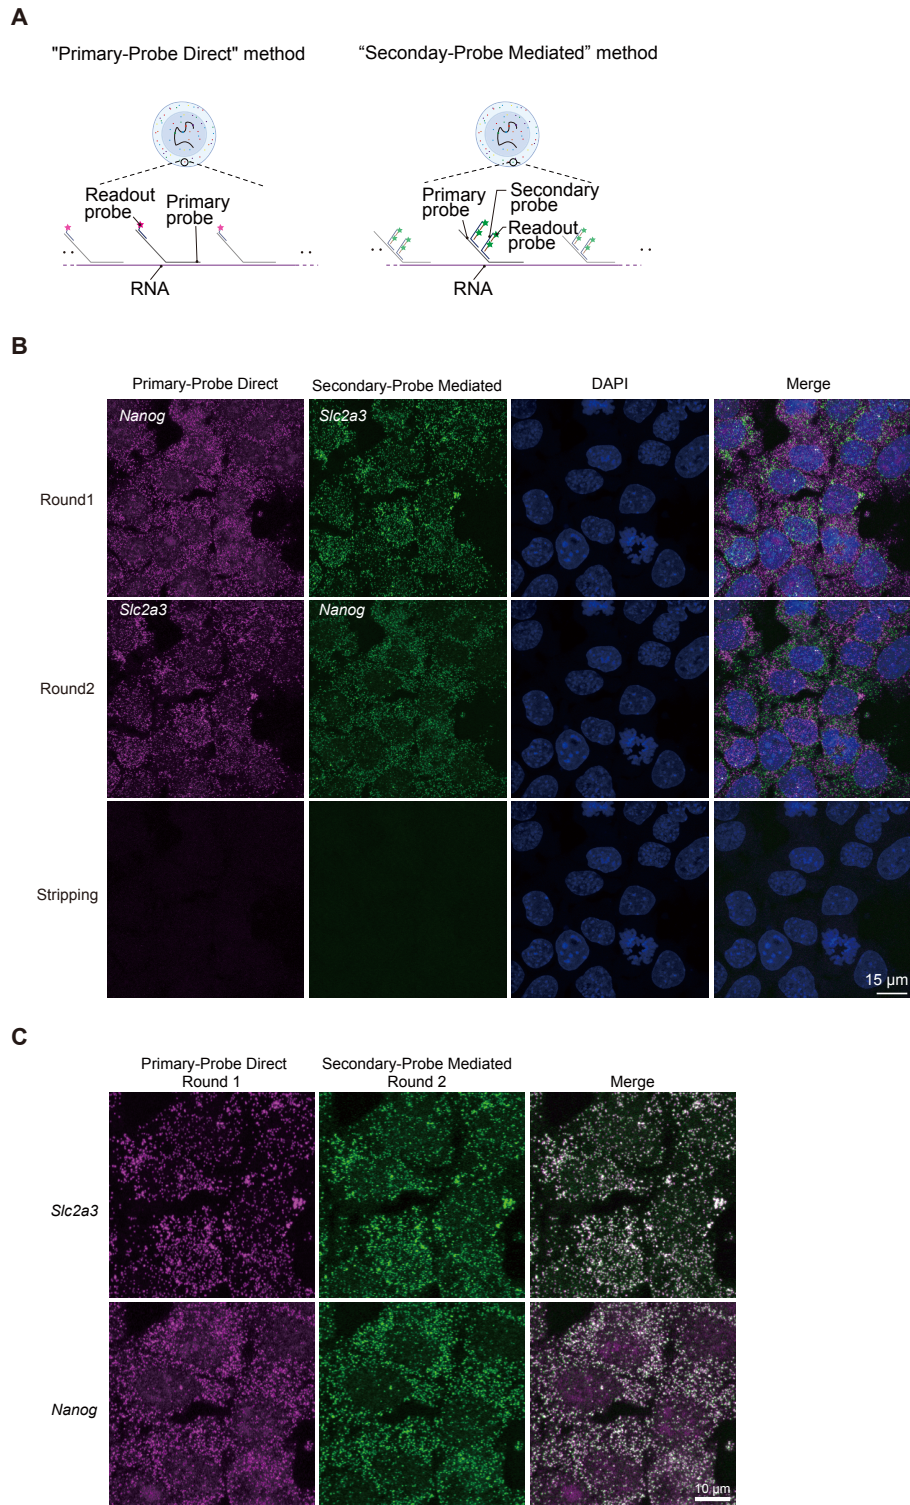 A
"Primary-Probe Direct" method
“Seconday-Probe Mediated” method
Readout
probe
Primary
probe
RNA
Primary
probe
Secondary
probe
Readout
probe
RNA
B
Primary-Probe Direct
Secondary-Probe Mediated
DAPI
Merge
Round1
Nanog
Slc2a3
Round2
Slc2a3
Nanog
Stripping
15 μm
C
Primary-Probe Direct
Round 1
Secondary-Probe Mediated
Round 2
Merge
Slc2a3
Nanog
10 μm